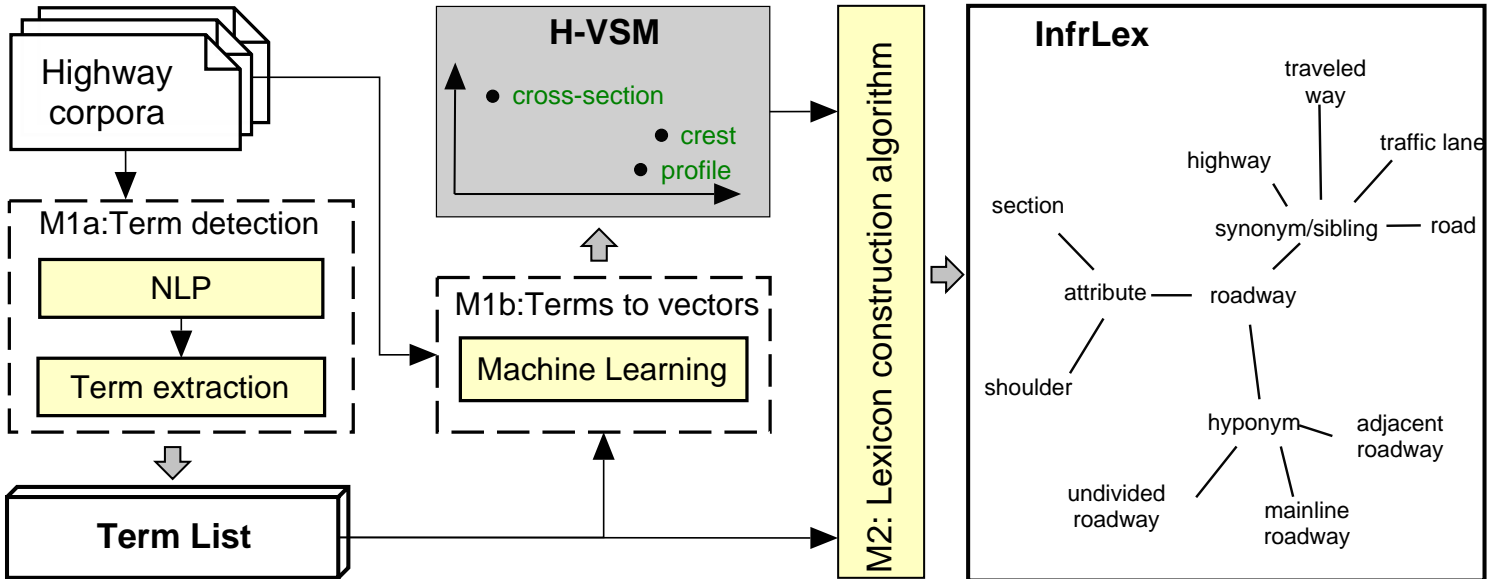 Highway
corpora
M1a:Term detection
NLP
Term extraction
Term List
H-VSM
cross-section
crest
profile
M1b:Terms to vectors
Machine Learning
M2: Lexicon construction algorithm
InfrLex
traveled
way
highway
traffic lane
section
synonym/sibling
road
attribute
roadway
shoulder
hyponym
adjacent
roadway
undivided
roadway
mainline
roadway